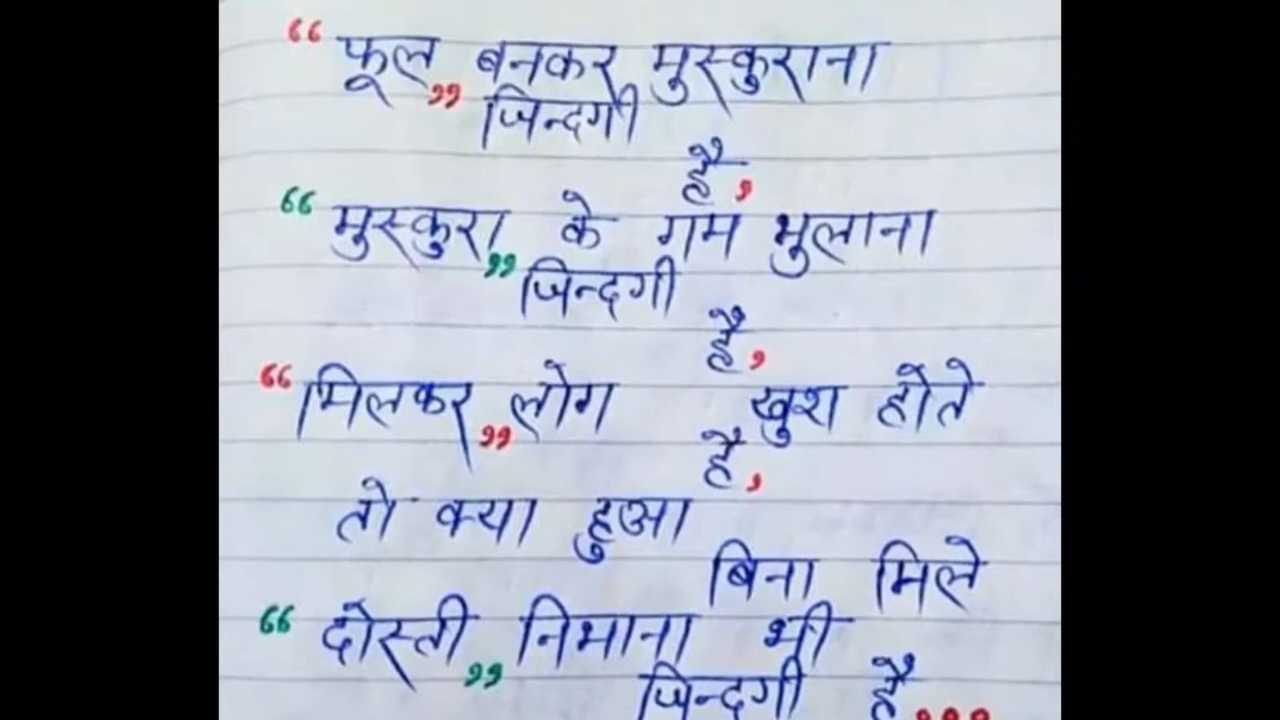 “फूल„ बनकर मुस्कुराना
जिन्दगी
है,
“मुस्कुरा„ के गम भुलाना
जिन्दगी
है,
“मिलकर„ लोग खुश होते
है,
तो क्या हुआ
बिना मिले
“दोस्ती„ निभाना भी
जिन्दगी है...